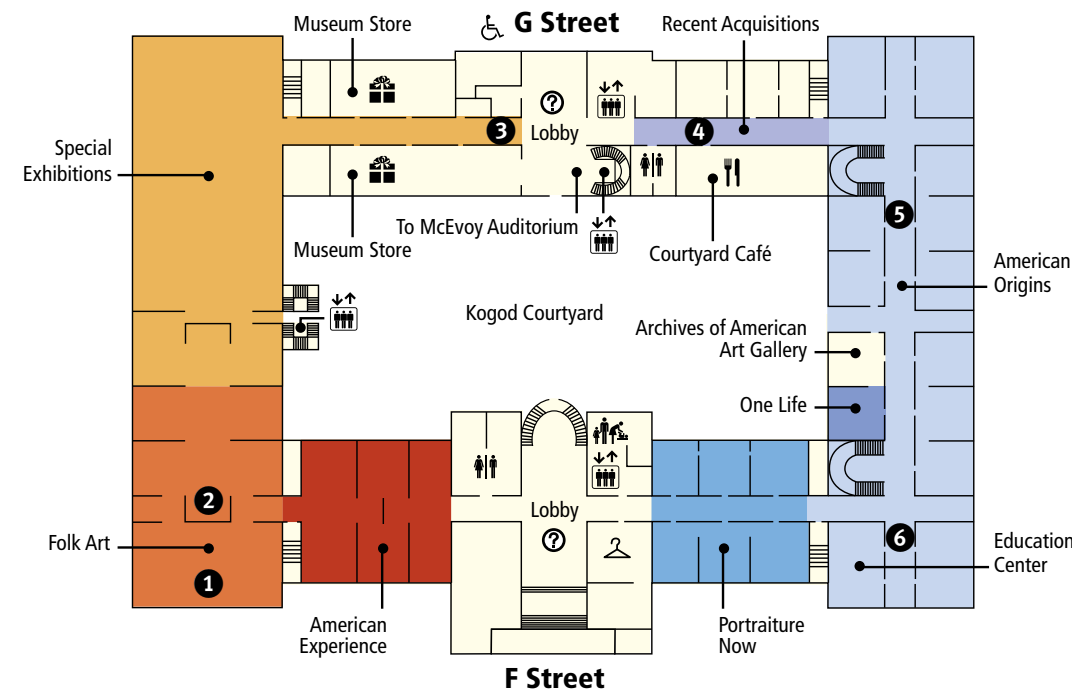 Museum Store
G Street
Recent Acquisitions
?
3
Lobby
4
Special
Exhibitions
To McEvoy Auditorium
5
Museum Store
Courtyard Café
American
Origins
Kogod Courtyard
Archives of American
Art Gallery
One Life
2
Lobby
?
Folk Art
6
Education
Center
1
American
Experience
Portraiture
Now
F Street